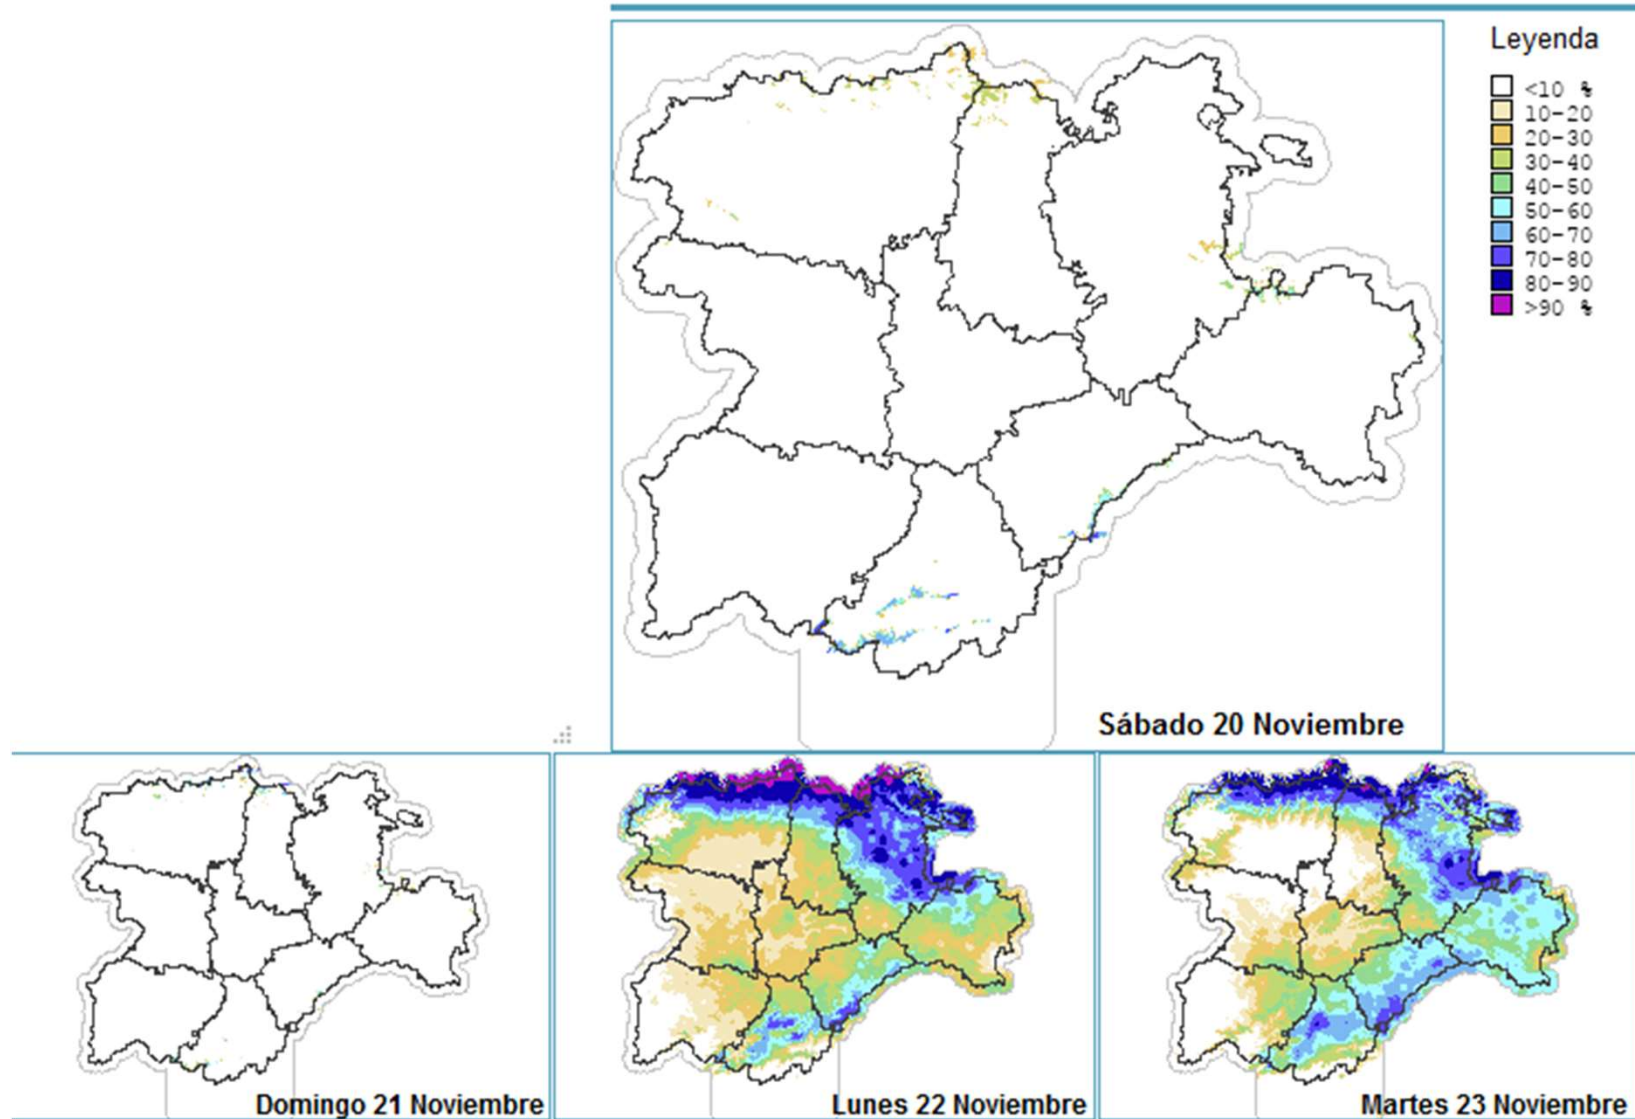 Leyenda
<10 %
10-20
20-30
30-40
40-50
50-60
60-70
70-80
80-90
>90 %
Sábado 20 Noviembre
Domingo 21 Noviembre
Lunes 22 Noviembre
Martes 23 Noviembre